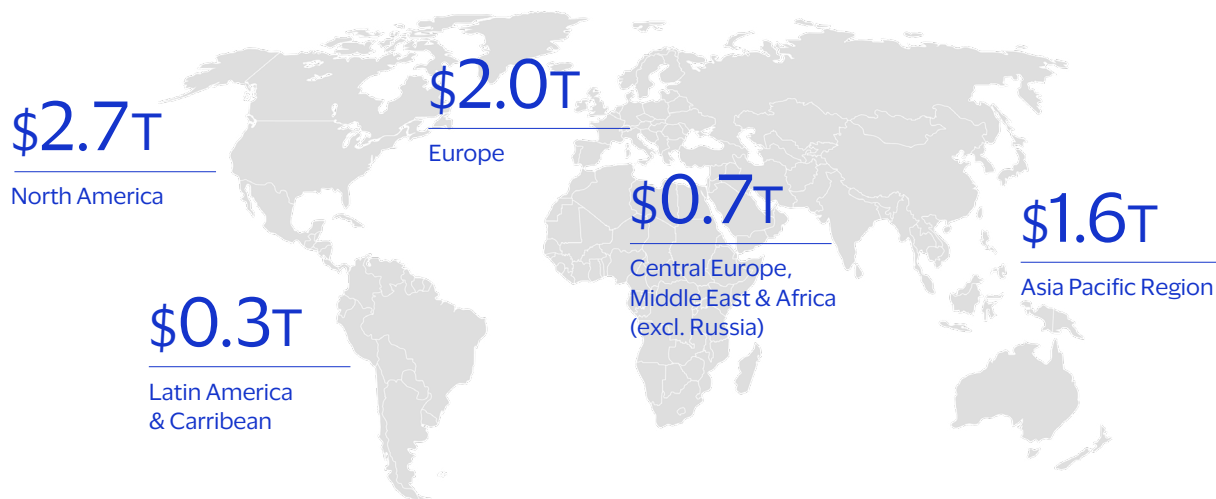 $2.7T
North America
$2.0T
Europe
$0.7T
Central Europe,
Middle East & Africa
(excl. Russia)
$1.6T
Asia Pacific Region
$0.3T
Latin America
& Carribean